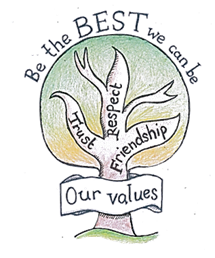 Be the BEST we can be
Respect
Trust
Friendship
Our values